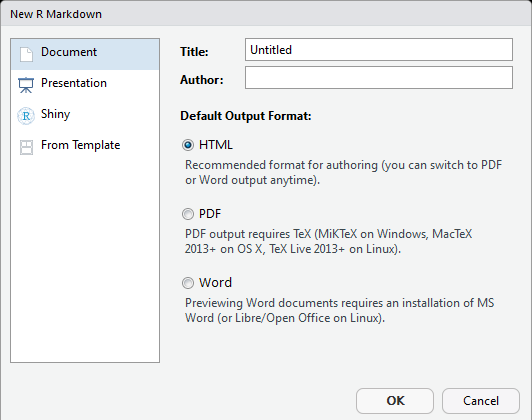 New R Markdown
Document
Presentation
R Shiny
From Template
Title: Untitled
Author:
Default Output Format:
HTML
Recommended format for authoring (you can switch to PDF
or Word output anytime).
PDF
PDF output requires TeX (MiKTeX on Windows, MacTeX
2013+ on OS X, TeX Live 2013+ on Linux).
Word
Previewing Word documents requires an installation of MS
Word (or Libre/Open Office on Linux).
OK Cancel